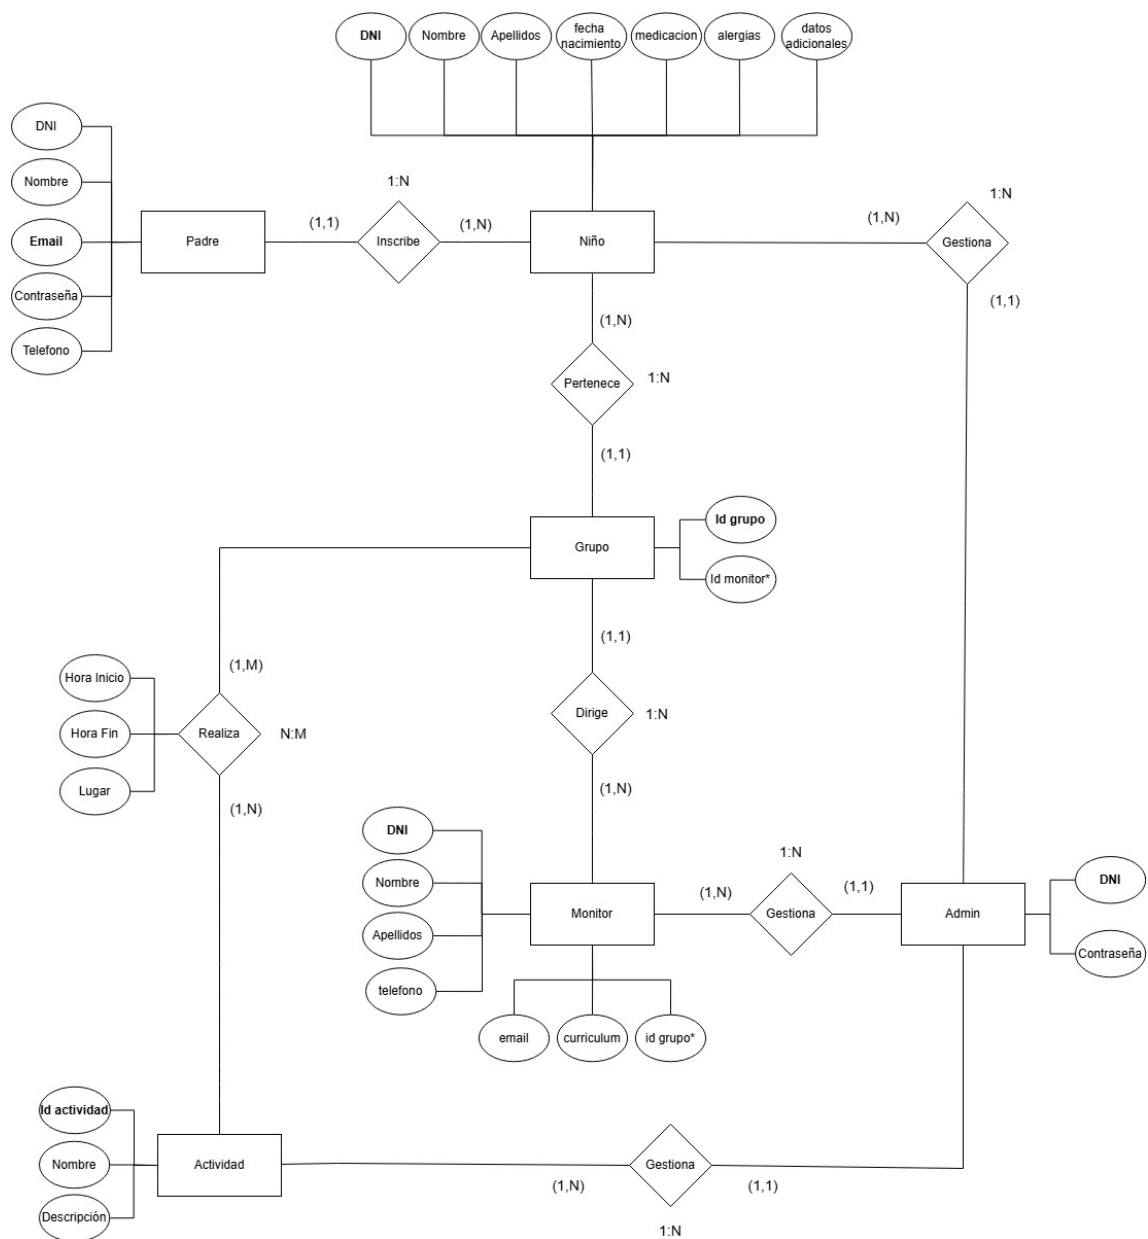 DNI
Nombre
Apellidos
fecha
nacimiento
medicacion
alergias
datos
adicionales
DNI
Nombre
Email
Contraseña
Telefono
Padre
(1,1)
1:N
Inscribe
(1,N)
Niño
(1,N)
1:N
Gestiona
(1,1)
(1,N)
Pertenece
1:N
(1,1)
Grupo
Id grupo
Id monitor*
(1,1)
Dirige
1:N
(1,N)
(1,M)
Hora Inicio
Hora Fin
Lugar
Realiza
N:M
(1,N)
DNI
Nombre
Apellidos
telefono
Monitor
email
curriculum
id grupo*
(1,N)
1:N
Gestiona
(1,1)
Admin
DNI
Contraseña
Id actividad
Nombre
Descripción
Actividad
(1,N)
Gestiona
(1,1)
1:N